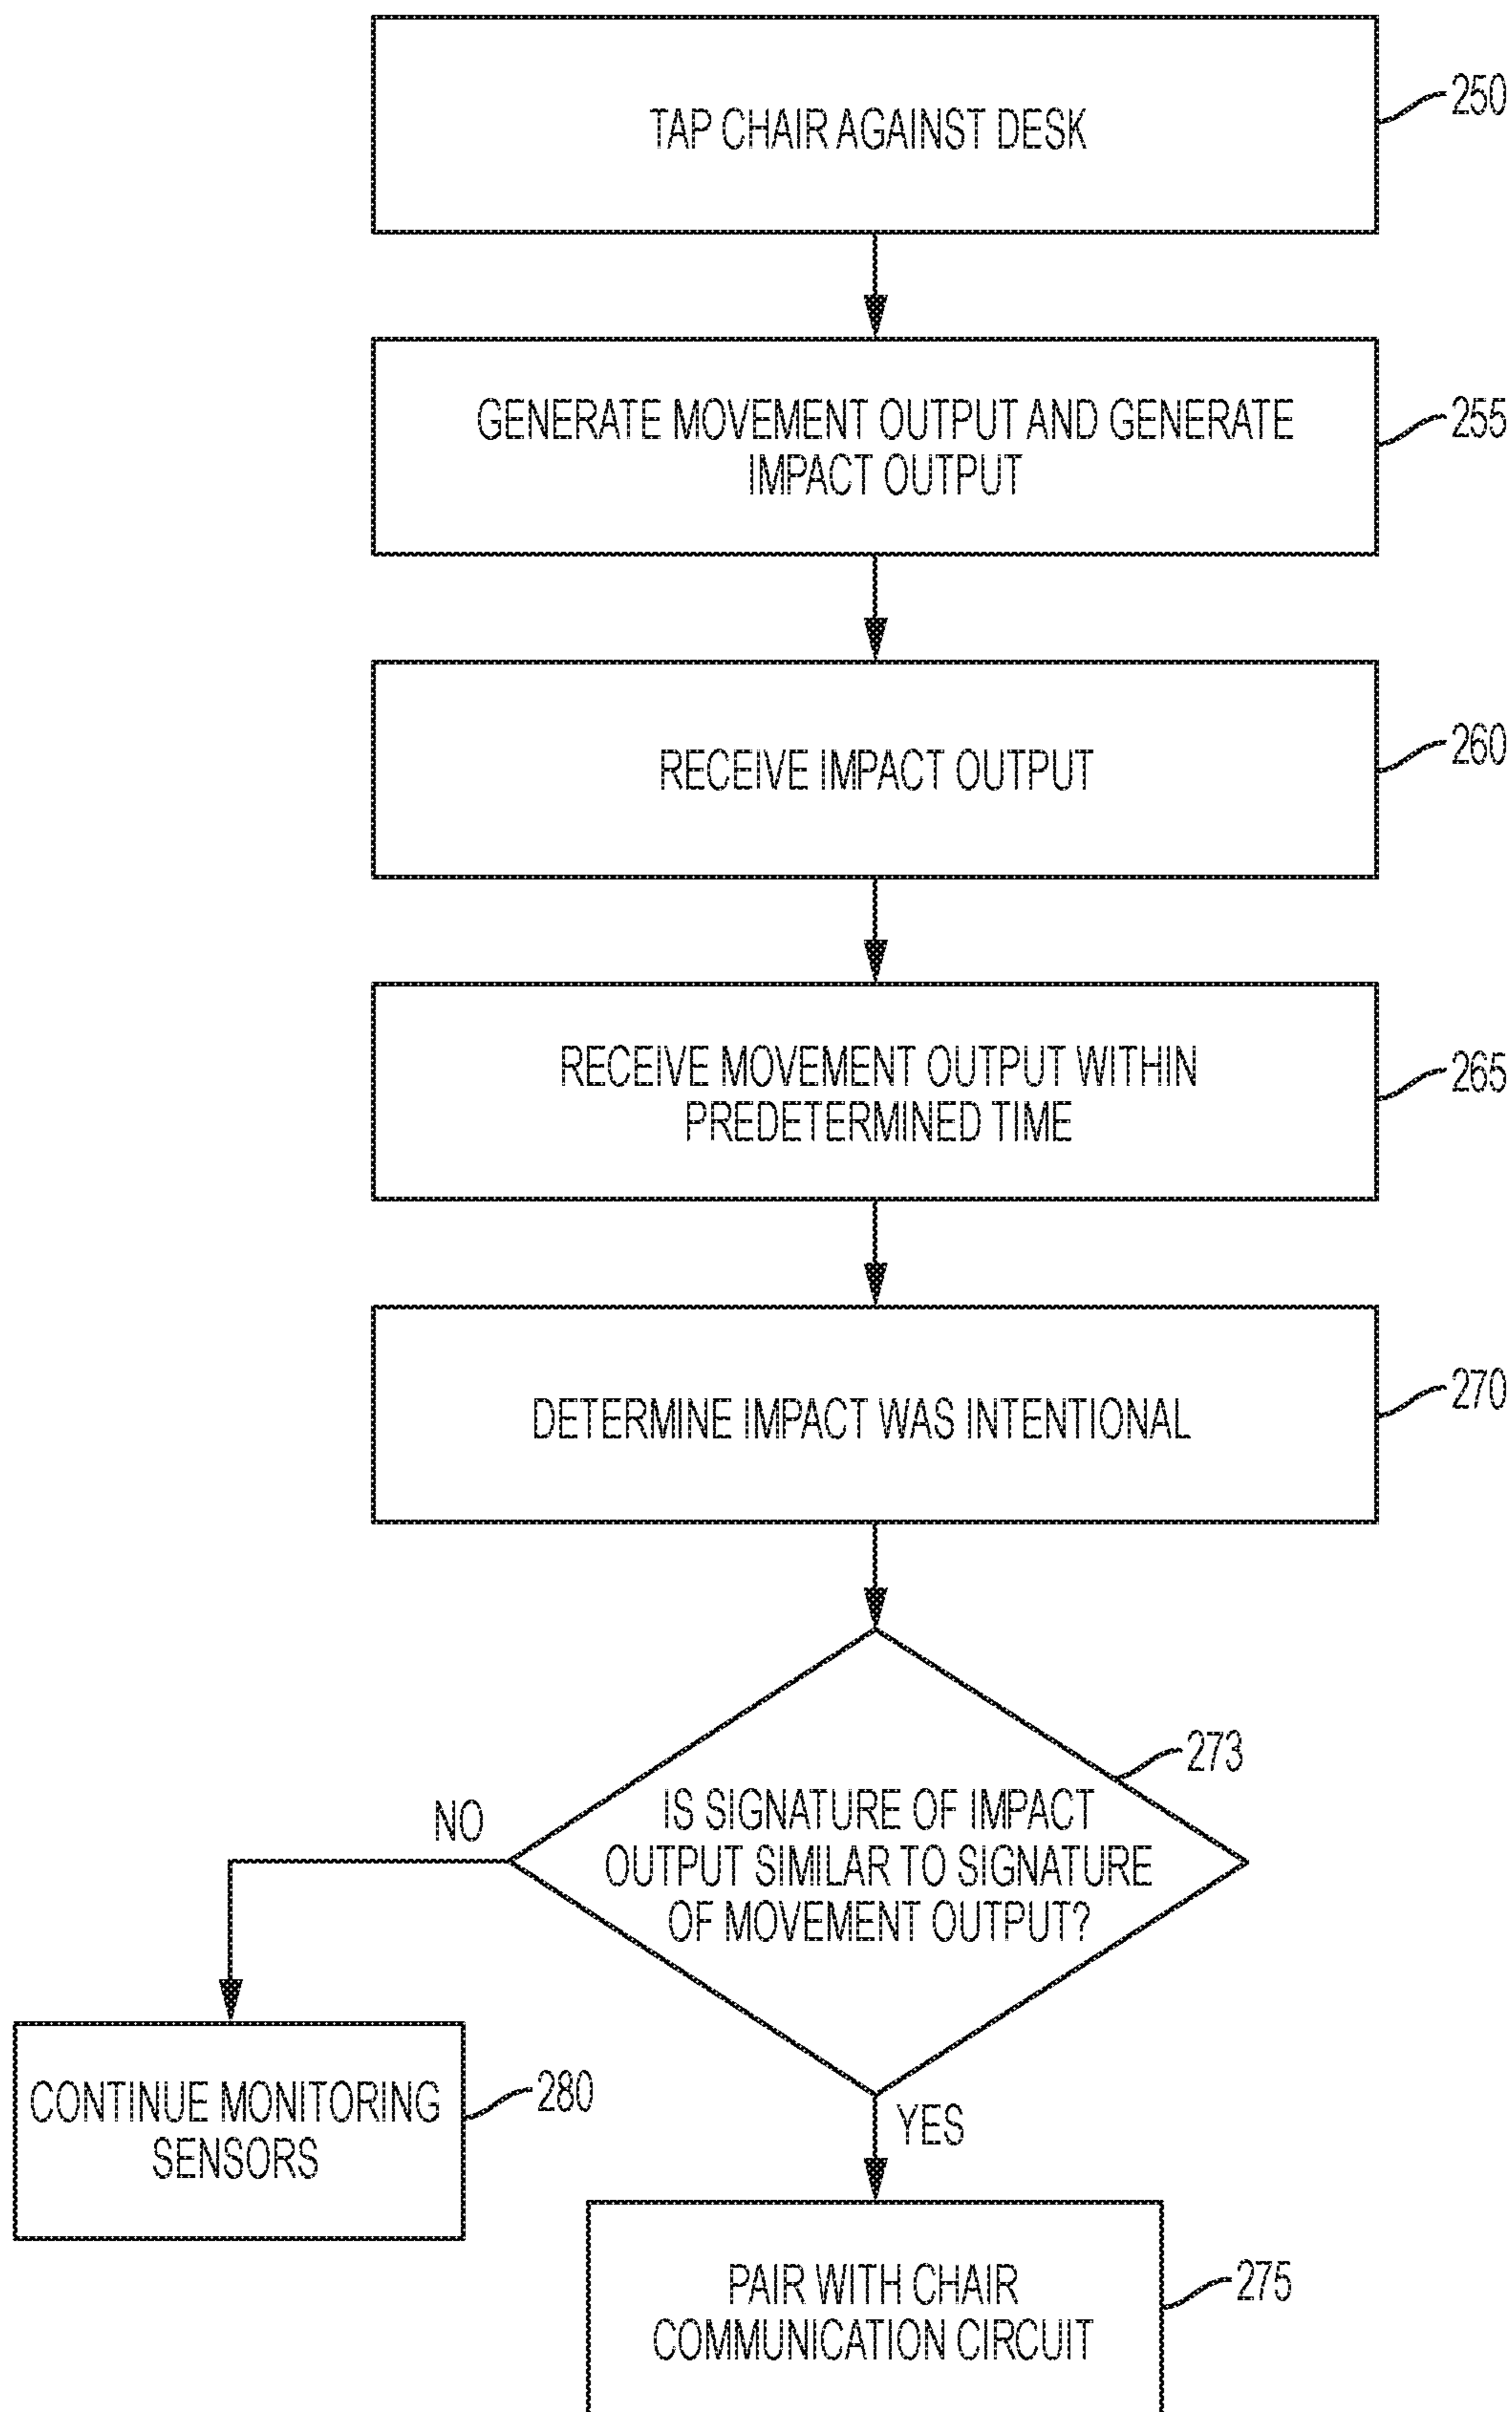 TAP CHAIR AGAINST DESK
250
GENERATE MOVEMENT OUTPUT AND GENERATE
IMPACT OUTPUT
255
RECEIVE IMPACT OUTPUT
260
RECEIVE MOVEMENT OUTPUT WITHIN
PREDETERMINED TIME
265
DETERMINE IMPACT WAS INTENTIONAL
270
IS SIGNATURE OF IMPACT
OUTPUT SIMILAR TO SIGNATURE
OF MOVEMENT OUTPUT?
273
NO
CONTINUE MONITORING
SENSORS
280
YES
PAIR WITH CHAIR
COMMUNICATION CIRCUIT
275